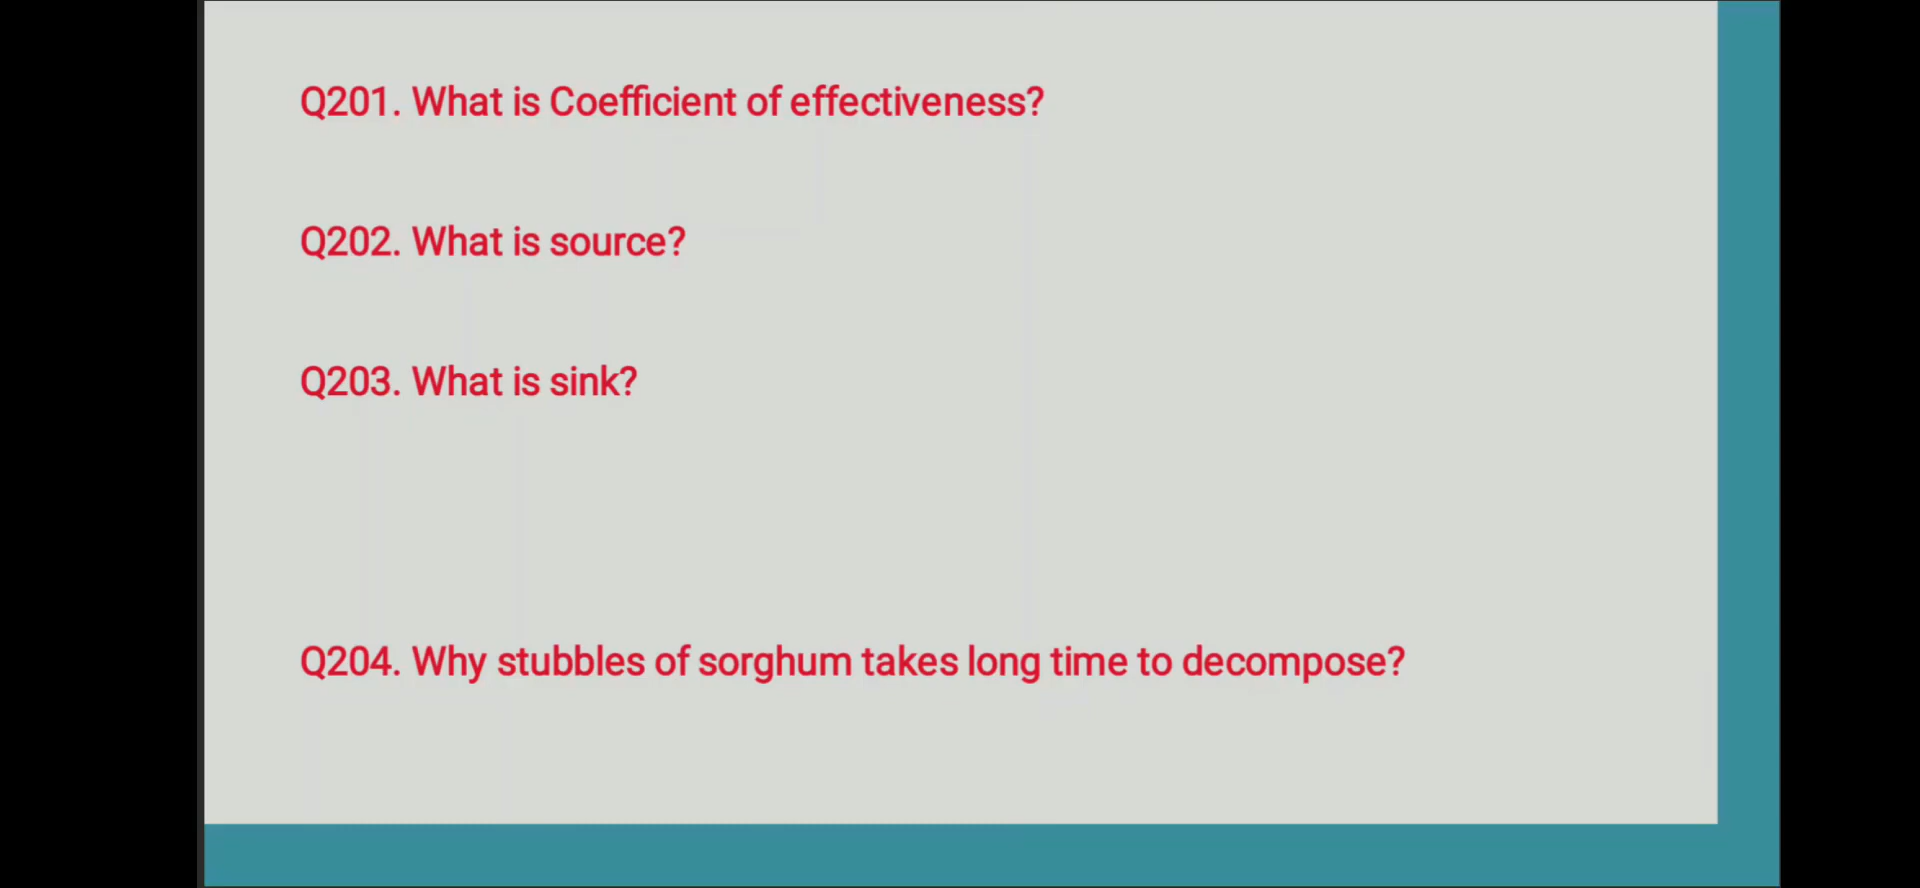 Q201. What is Coefficient of effectiveness?
Q202. What is source?
Q203. What is sink?
Q204. Why stubbles of sorghum takes long time to decompose?